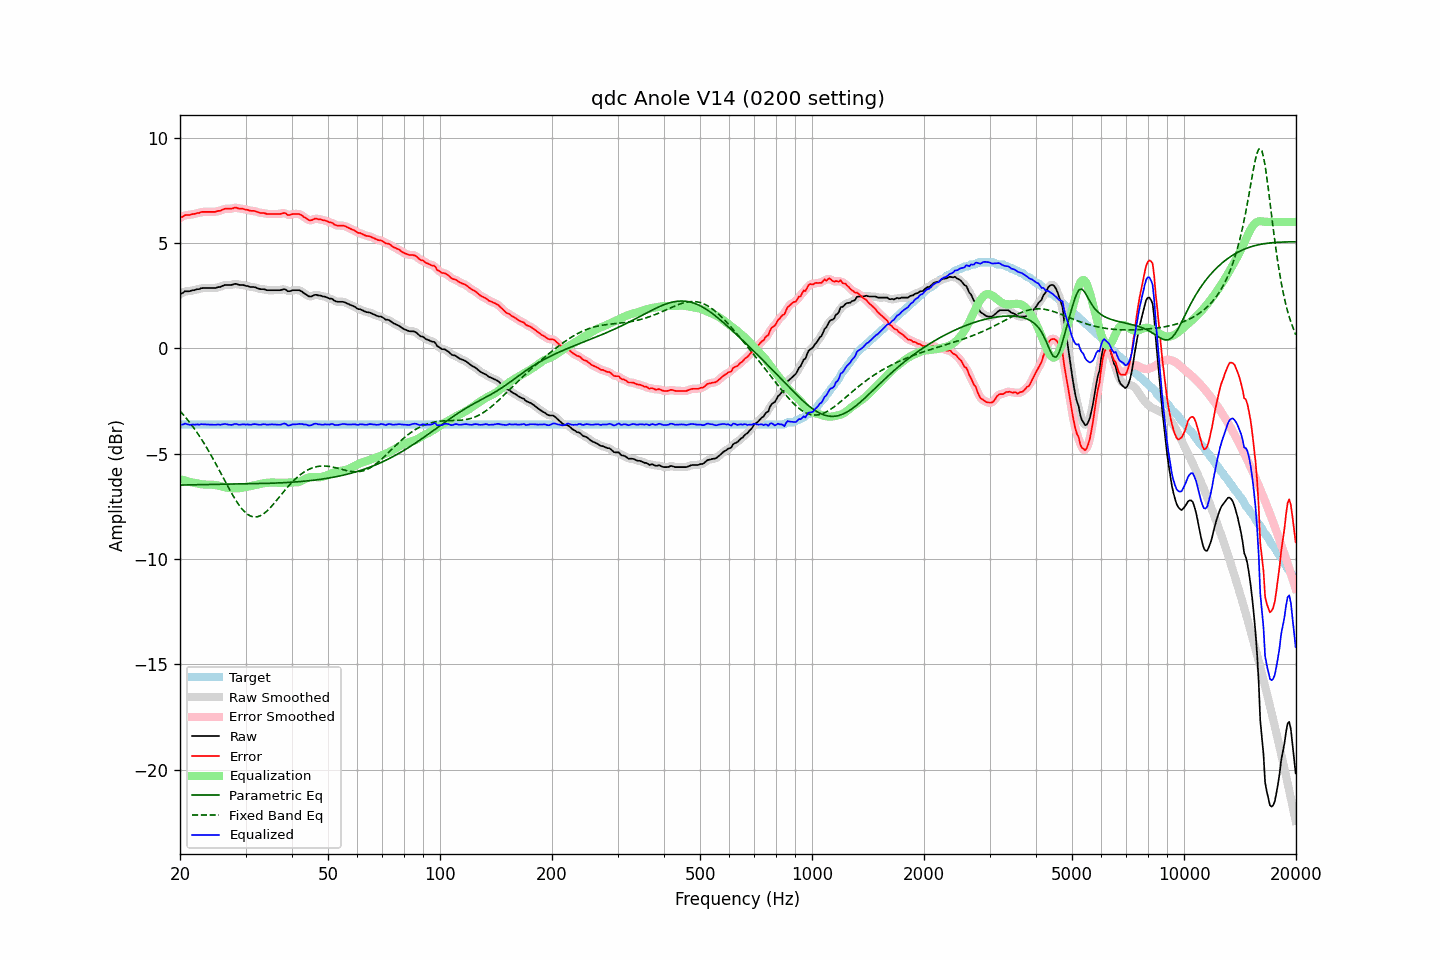 qdc Anole V14 (0200 setting)
Amplitude (dBr)
10
5
0
−5
−10
−15
−20
Target
Raw Smoothed
Error Smoothed
Raw
Error
Equalization
Parametric Eq
Fixed Band Eq
Equalized
20 50 100 200 500 1000 2000 5000 10000 20000
Frequency (Hz)